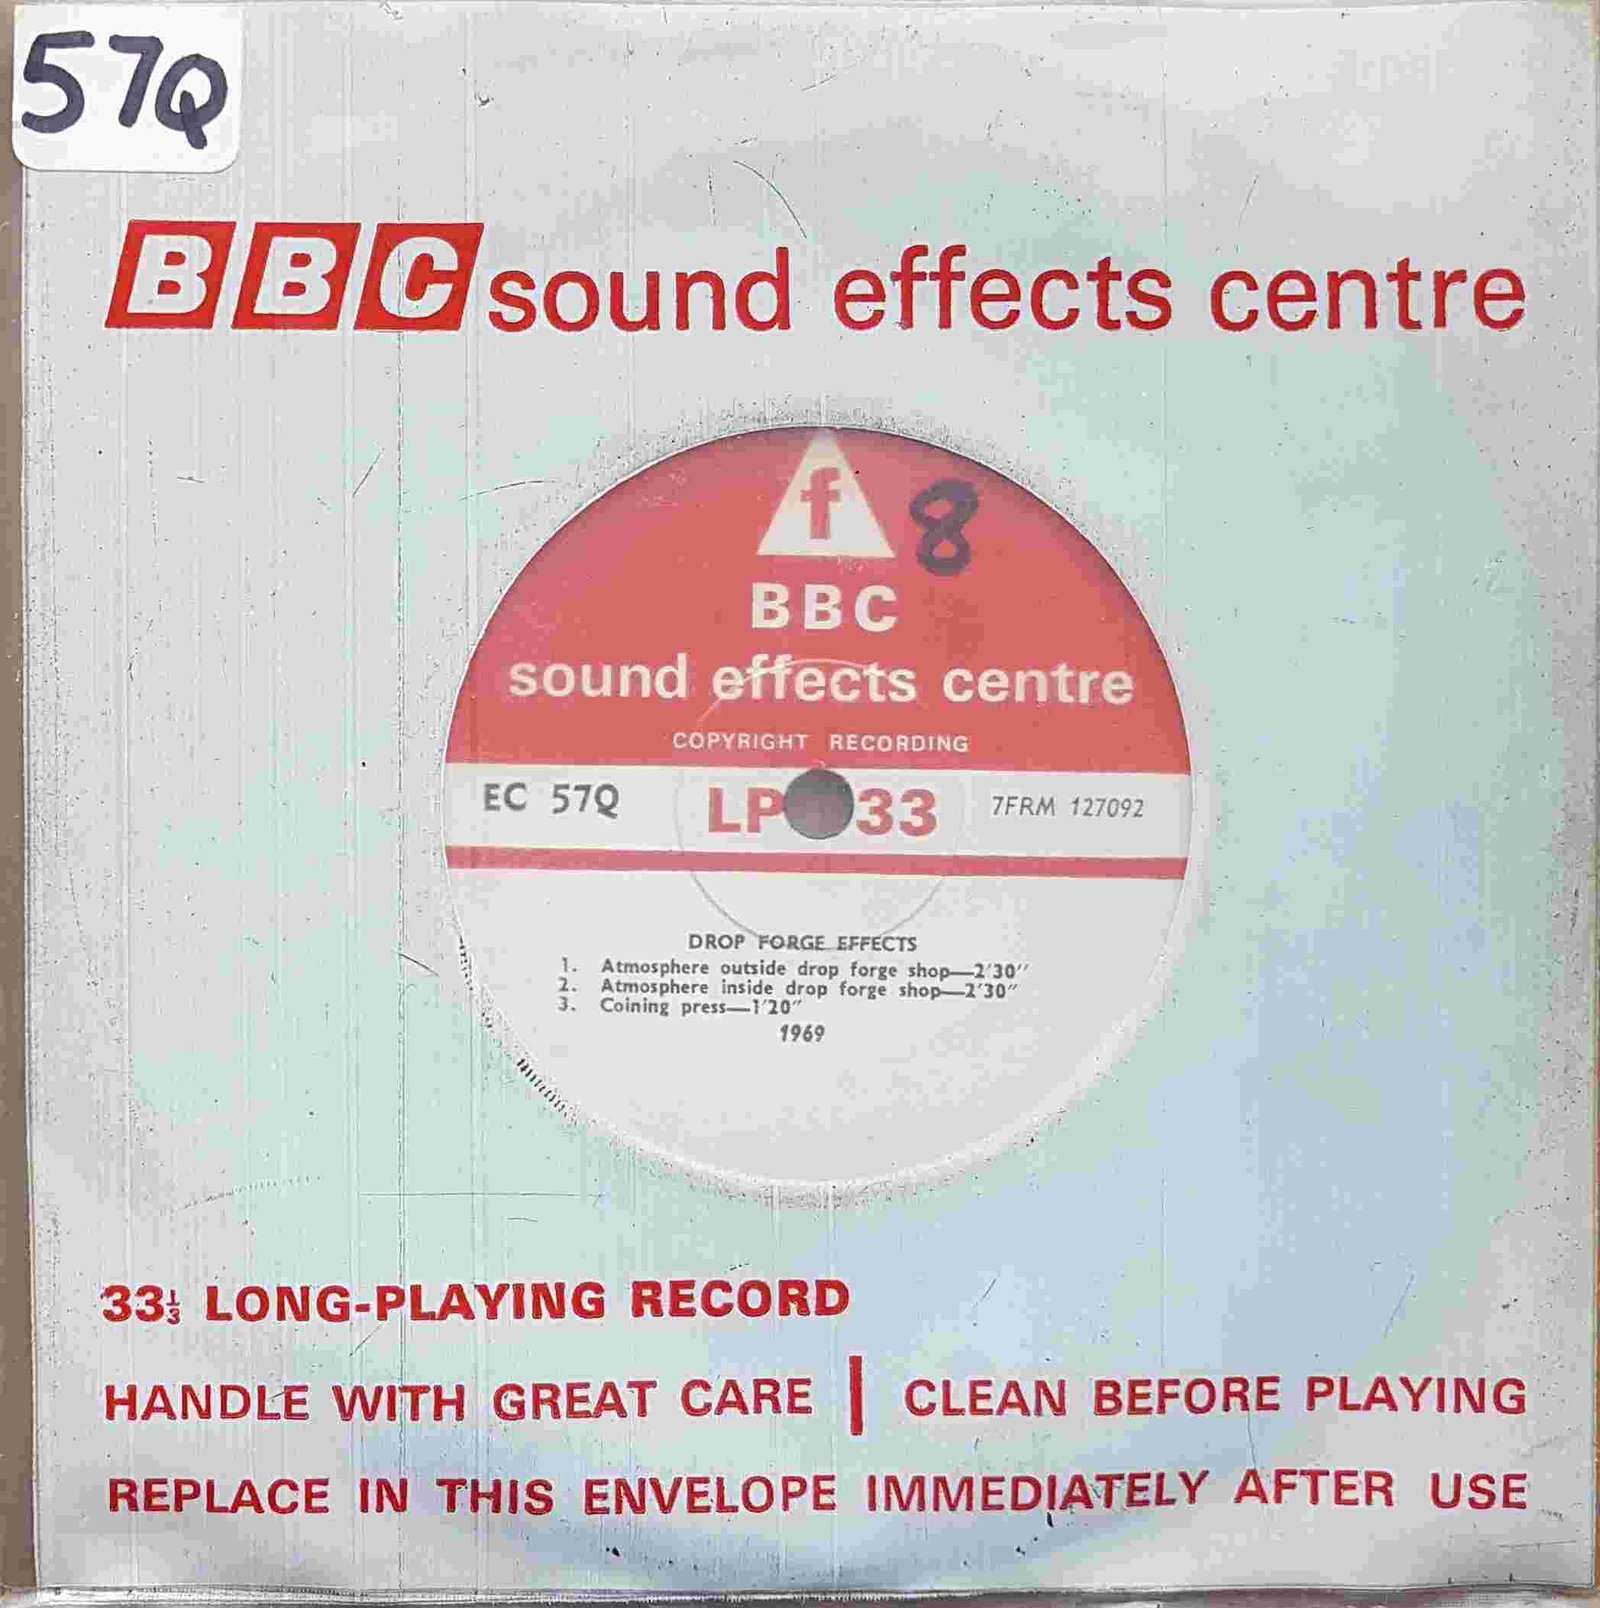 57Q
BBC sound effects centre
f 8
BBC
sound effects centre
COPYRIGHT RECORDING
EC 57Q LP 33 7FRM 127092
DROP FORGE EFFECTS
1. Atmosphere outside drop forge shop—2'30"
2. Atmosphere inside drop forge shop—2'30"
3. Coining press—1'20"
1969
33⅓ LONG-PLAYING RECORD
HANDLE WITH GREAT CARE | CLEAN BEFORE PLAYING
REPLACE IN THIS ENVELOPE IMMEDIATELY AFTER USE